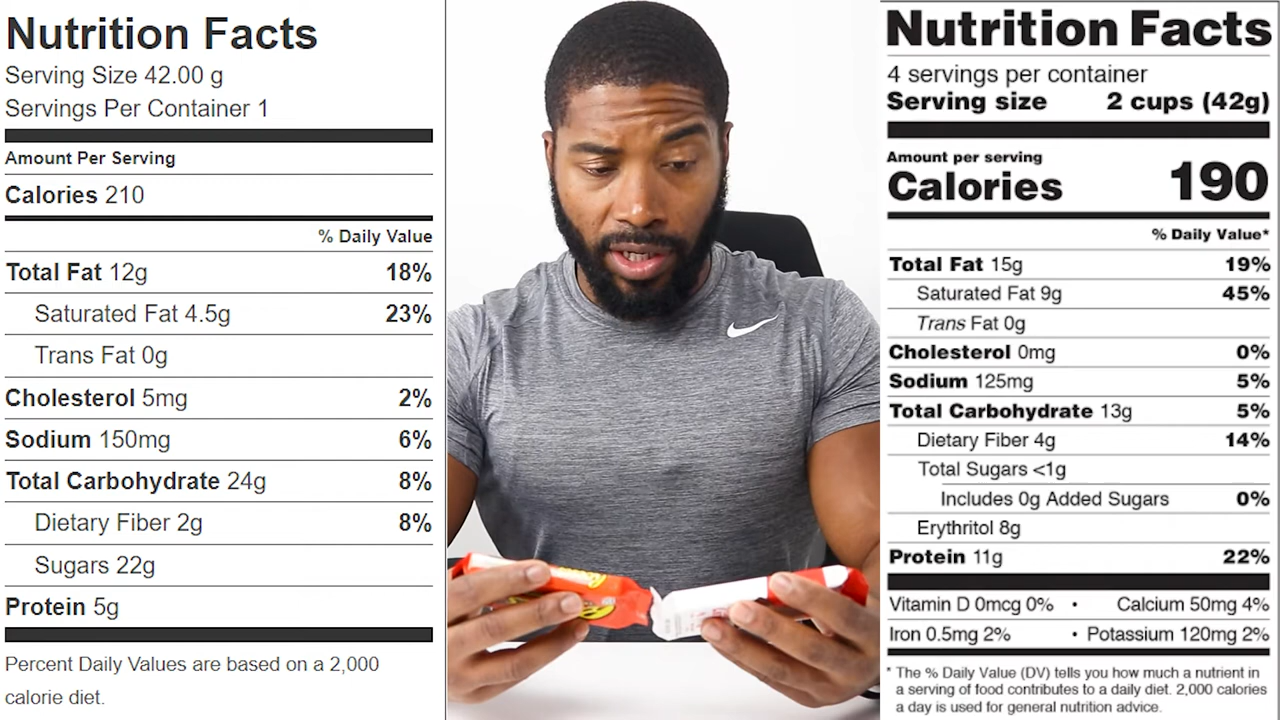 Nutrition Facts
Serving Size 42.00 g
Servings Per Container 1
Amount Per Serving
Calories 210
% Daily Value
Total Fat 12g 18%
Saturated Fat 4.5g 23%
Trans Fat 0g
Cholesterol 5mg 2%
Sodium 150mg 6%
Total Carbohydrate 24g 8%
Dietary Fiber 2g 8%
Sugars 22g
Protein 5g
Percent Daily Values are based on a 2,000
calorie diet.
Nutrition Facts
4 servings per container
Serving size 2 cups (42g)
Amount per serving
Calories 190
% Daily Value*
Total Fat 15g 19%
Saturated Fat 9g 45%
Trans Fat 0g
Cholesterol 0mg 0%
Sodium 125mg 5%
Total Carbohydrate 13g 5%
Dietary Fiber 4g 14%
Total Sugars <1g
Includes 0g Added Sugars 0%
Erythritol 8g
Protein 11g 22%
Vitamin D 0mcg 0% • Calcium 50mg 4%
Iron 0.5mg 2% • Potassium 120mg 2%
* The % Daily Value (DV) tells you how much a nutrient in
a serving of food contributes to a daily diet. 2,000 calories
a day is used for general nutrition advice.